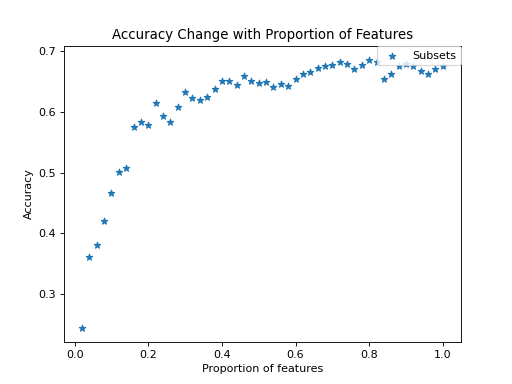 Accuracy Change with Proportion of Features
Subsets
0.7
0.6
0.5
0.4
0.3
Accuracy
0.0 0.2 0.4 0.6 0.8 1.0
Proportion of features